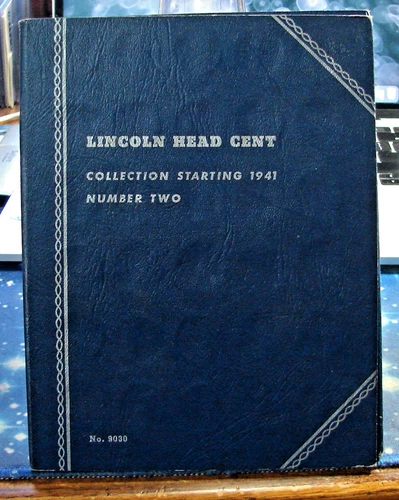 LINCOLN HEAD CENT
COLLECTION STARTING 1941
NUMBER TWO
No. 9030